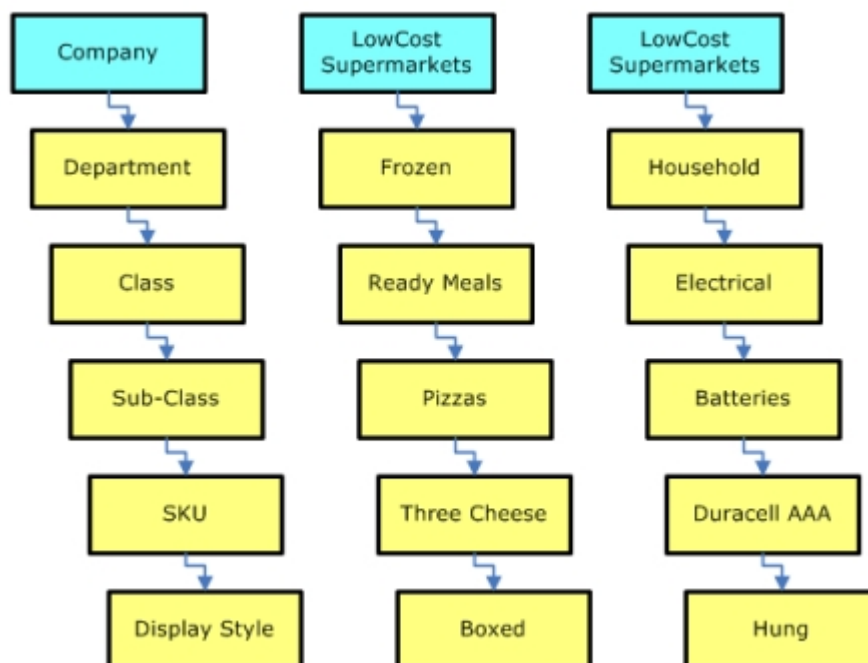 Company
LowCost
Supermarkets
LowCost
Supermarkets
Department
Frozen
Household
Class
Ready Meals
Electrical
Sub-Class
Pizzas
Batteries
SKU
Three Cheese
Duracell AAA
Display Style
Boxed
Hung